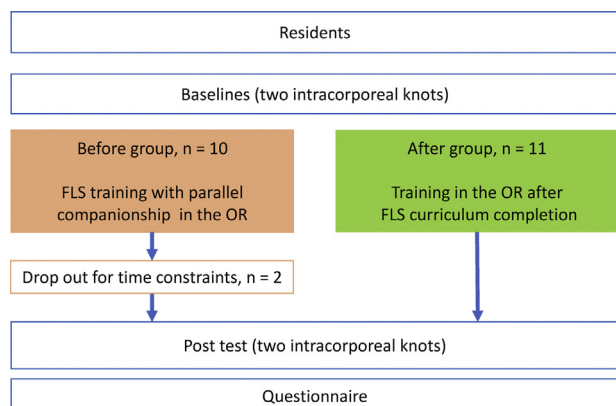 Residents
Baselines (two intracorporeal knots)
Before group, n = 10
FLS training with parallel
companionship in the OR
After group, n = 11
Training in the OR after
FLS curriculum completion
Drop out for time constraints, n = 2
Post test (two intracorporeal knots)
Questionnaire